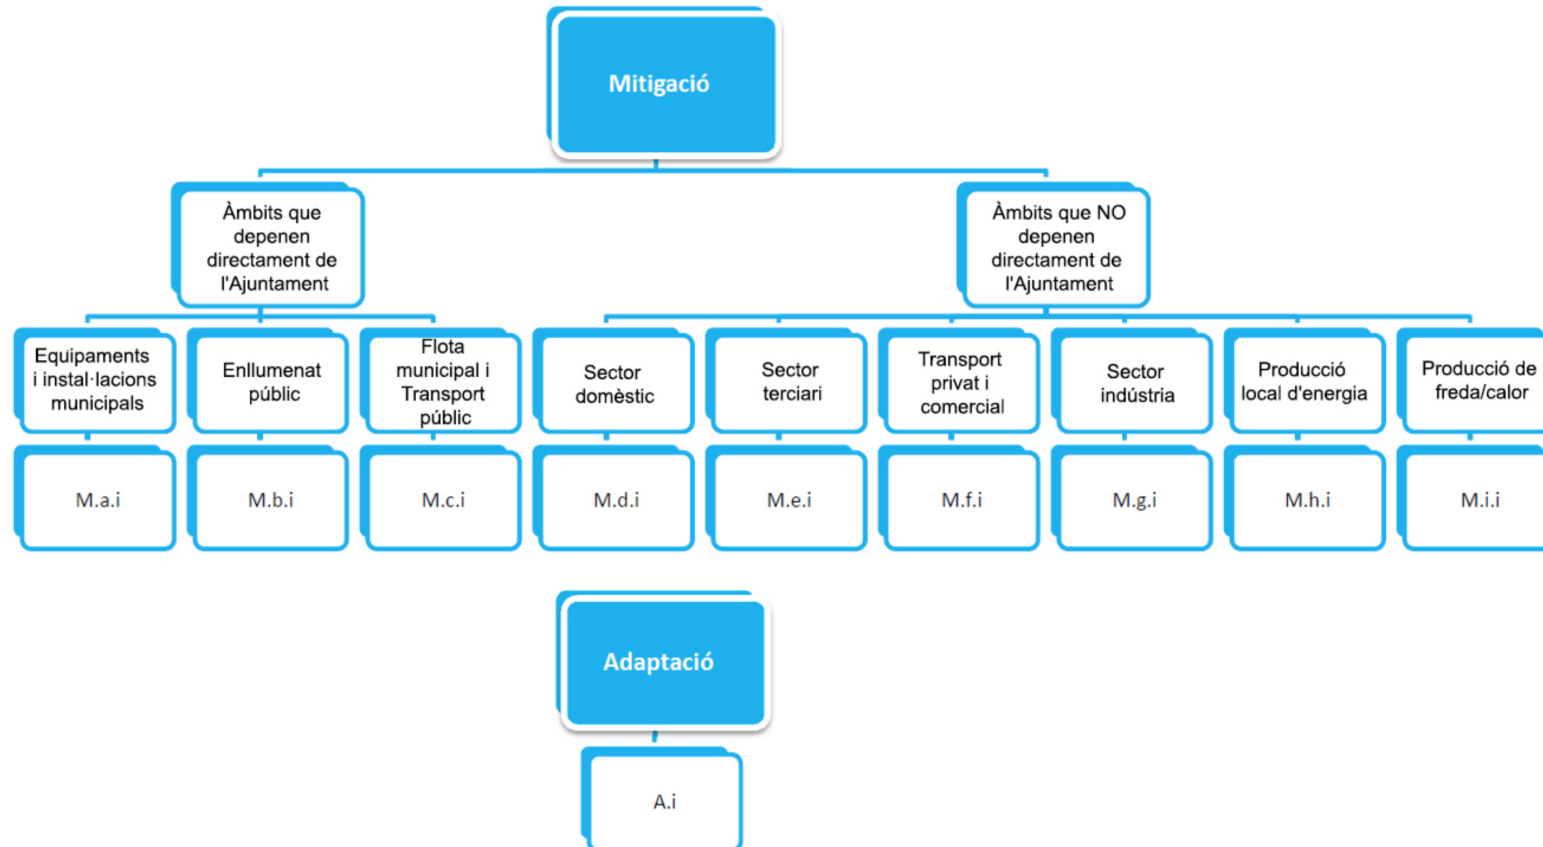 Mitigació
Àmbits que
depenen
directament de
l'Ajuntament
Àmbits que NO
depenen
directament de
l'Ajuntament
Equipaments
i instal·lacions
municipals
Enllumenat
públic
Flota
municipal i
Transport
públic
Sector
domèstic
Sector
terciari
Transport
privat i
comercial
Sector
indústria
Producció
local d'energia
Producció de
freda/calor
M.a.i
M.b.i
M.c.i
M.d.i
M.e.i
M.f.i
M.g.i
M.h.i
M.i.i
Adaptació
A.i